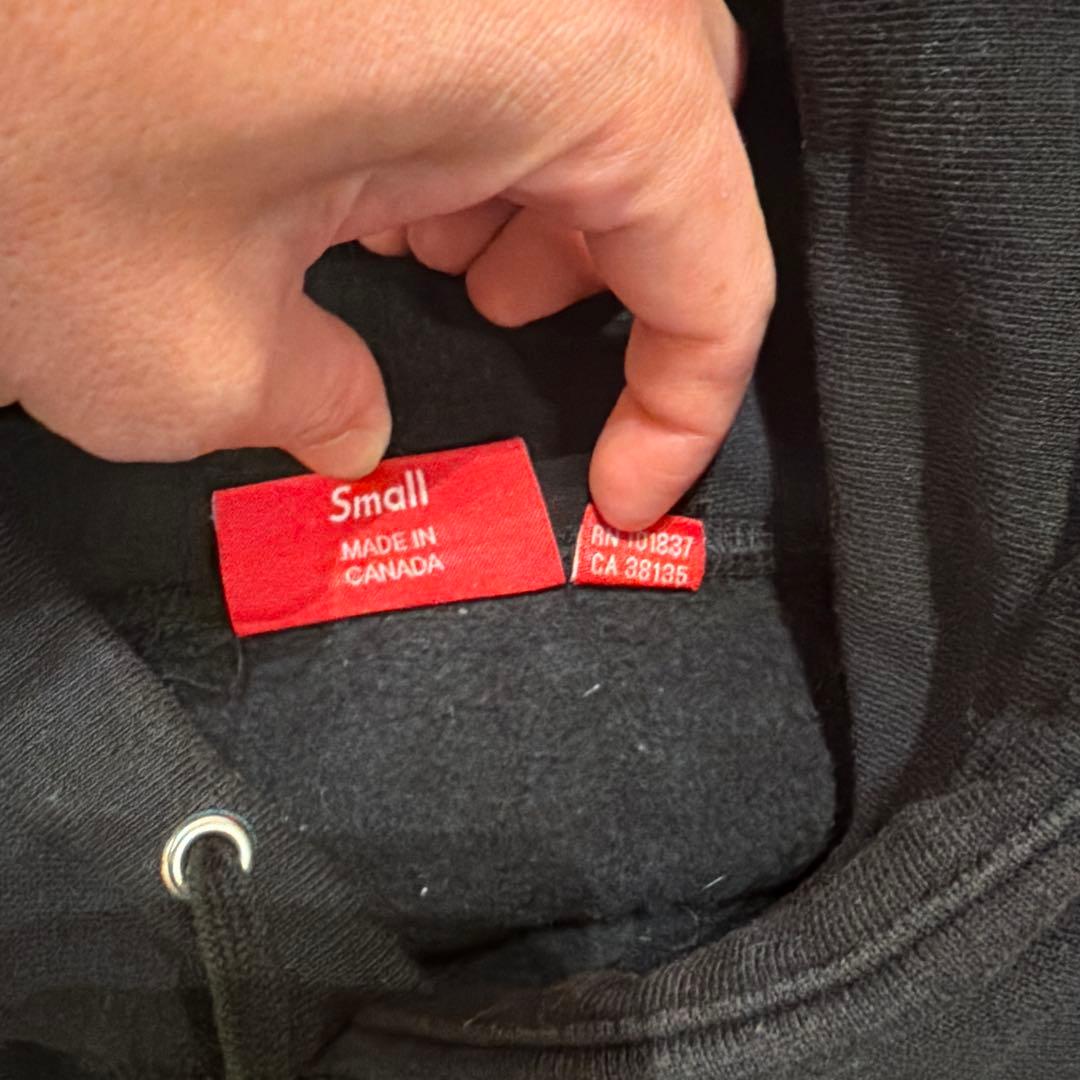 Small
MADE IN
CANADA
RN 101837
CA 38135